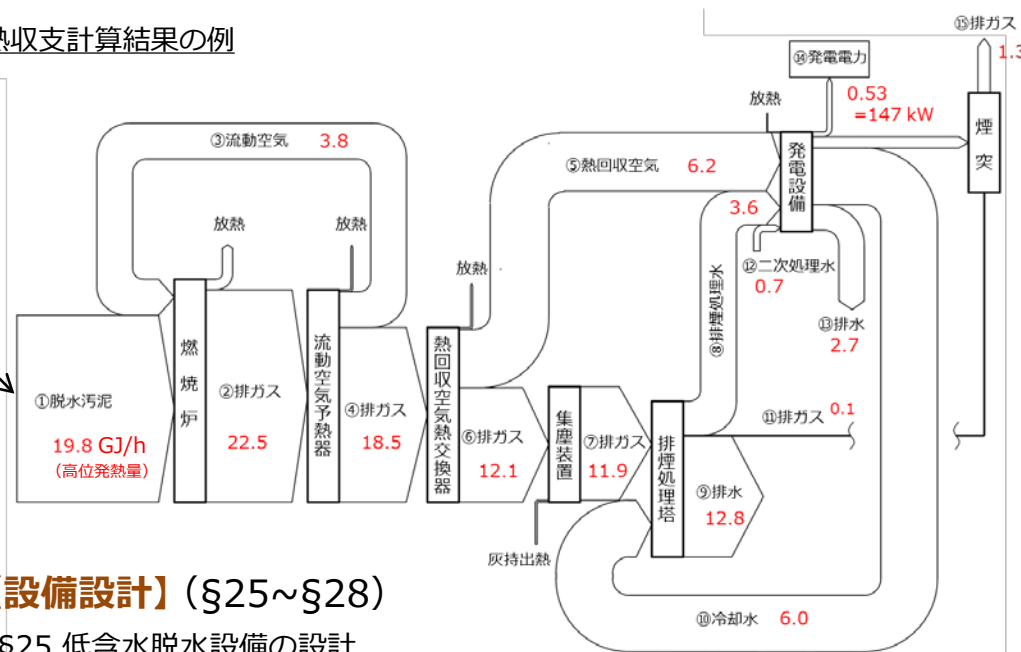 熱収支計算結果の例
⑮排ガス
1.3
⑭発電電力
0.53
=147 kW
放熱
煙突
③流動空気 3.8
⑤熱回収空気 6.2
発電設備
放熱
放熱
3.6
放熱
⑫二次処理水
0.7
⑧排煙処理水
⑬排水
2.7
燃焼炉
流動空気予熱器
熱回収空気熱交換器
①脱水汚泥
19.8 GJ/h
(高位発熱量)
②排ガス
22.5
④排ガス
18.5
⑥排ガス
12.1
集塵装置
⑦排ガス
11.9
排煙処理塔
⑪排ガス 0.1
⑨排水
12.8
灰持出熱
設備設計】(§25~§28)
⑩冷却水 6.0
§25 低含水脱水設備の設計